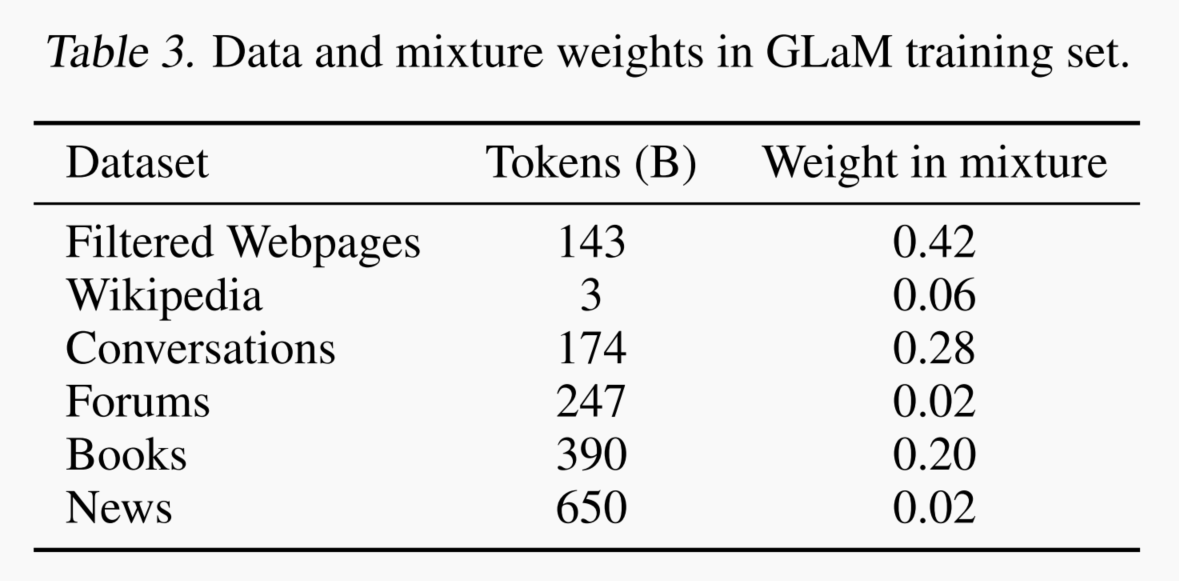 Table 3. Data and mixture weights in GLaM training set.
Dataset Tokens (B) Weight in mixture
Filtered Webpages 143 0.42
Wikipedia 3 0.06
Conversations 174 0.28
Forums 247 0.02
Books 390 0.20
News 650 0.02